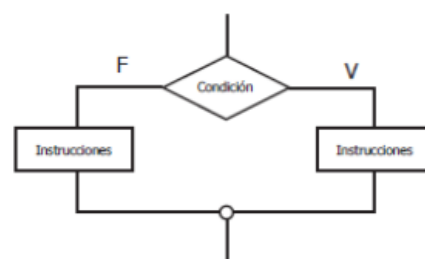 F
V
Condición
Instrucciones
Instrucciones